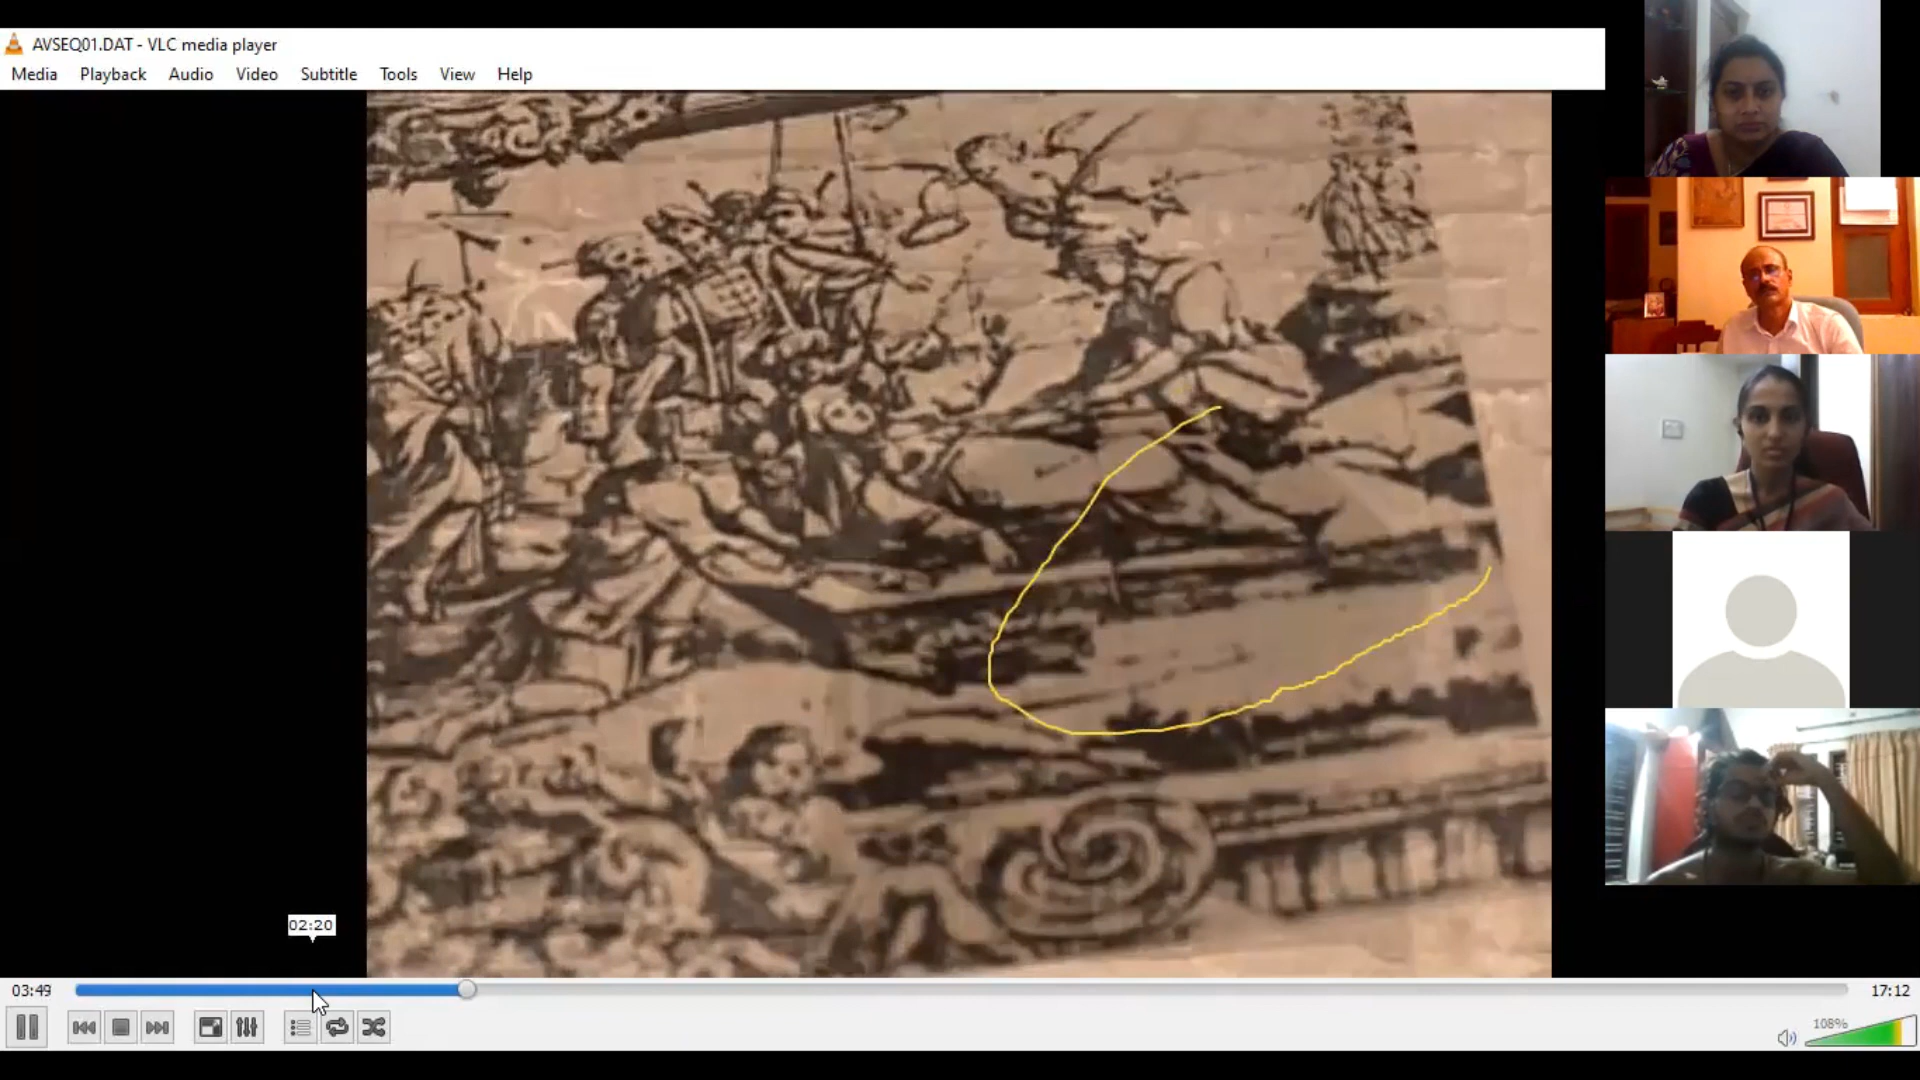 AVSEQ01.DAT - VLC media player
Media Playback Audio Video Subtitle Tools View Help
02:20
03:49
17:12
108%